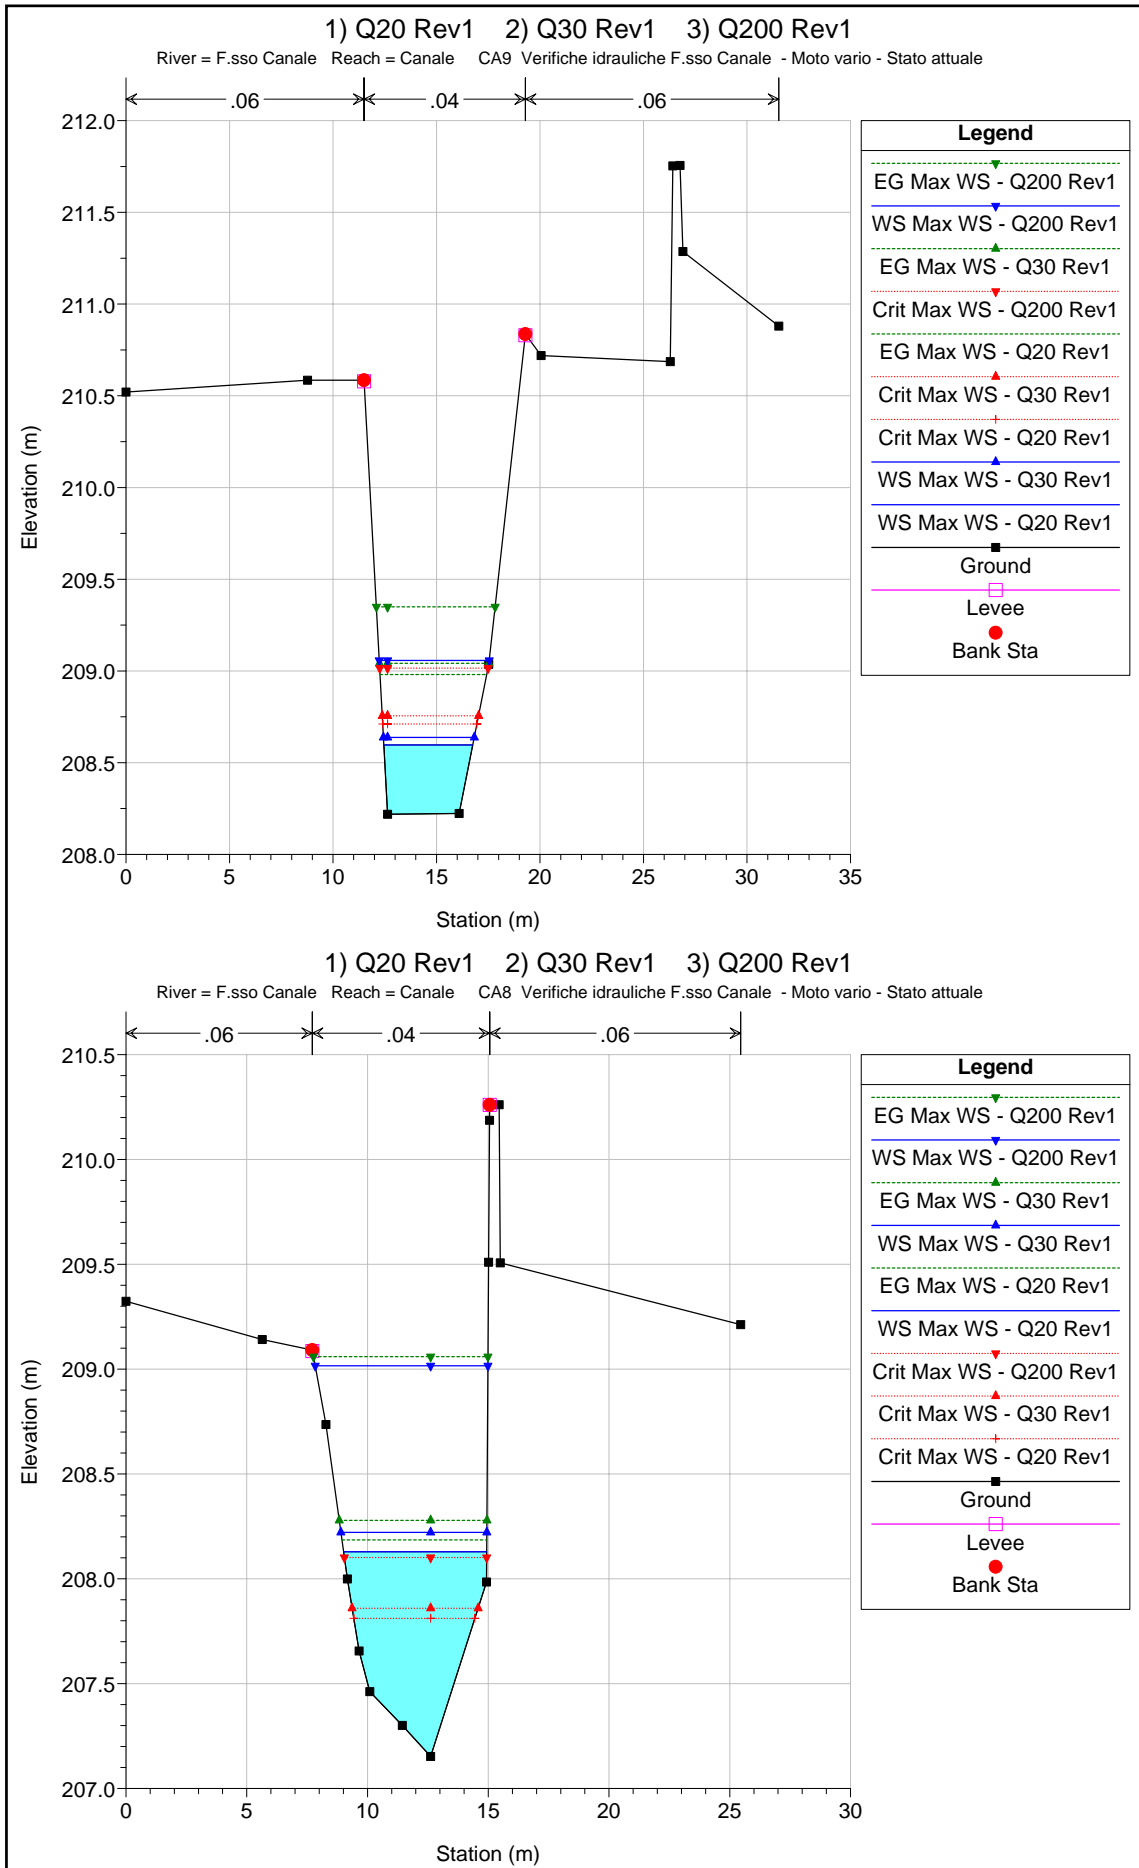 1) Q20 Rev1 2) Q30 Rev1 3) Q200 Rev1
River = F.sso Canale Reach = Canale CA9 Verifiche idrauliche F.sso Canale - Moto vario - Stato attuale
.06 .04 .06
212.0
211.5
211.0
210.5
210.0
209.5
209.0
208.5
208.0
Elevation (m)
0 5 10 15 20 25 30 35
Station (m)
Legend
EG Max WS - Q200 Rev1
WS Max WS - Q200 Rev1
EG Max WS - Q30 Rev1
Crit Max WS - Q200 Rev1
EG Max WS - Q20 Rev1
Crit Max WS - Q30 Rev1
Crit Max WS - Q20 Rev1
WS Max WS - Q30 Rev1
WS Max WS - Q20 Rev1
Ground
Levee
Bank Sta
1) Q20 Rev1 2) Q30 Rev1 3) Q200 Rev1
River = F.sso Canale Reach = Canale CA8 Verifiche idrauliche F.sso Canale - Moto vario - Stato attuale
.06 .04 .06
210.5
210.0
209.5
209.0
208.5
208.0
207.5
207.0
Elevation (m)
0 5 10 15 20 25 30
Station (m)
Legend
EG Max WS - Q200 Rev1
WS Max WS - Q200 Rev1
EG Max WS - Q30 Rev1
WS Max WS - Q30 Rev1
EG Max WS - Q20 Rev1
WS Max WS - Q20 Rev1
Crit Max WS - Q200 Rev1
Crit Max WS - Q30 Rev1
Crit Max WS - Q20 Rev1
Ground
Levee
Bank Sta